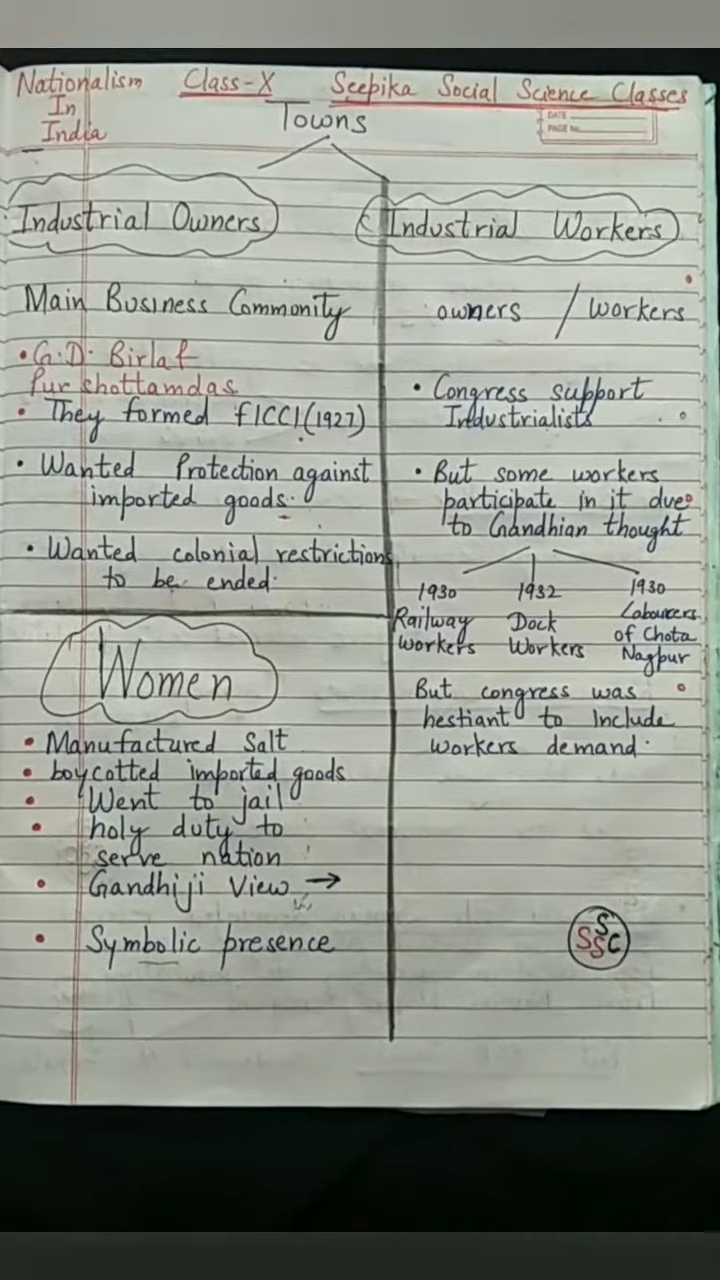 Nationalism In India
Class-X
Seepika Social Science Classes
DATE
PAGE No.
Towns
Industrial Owners
Main Business Commonity
• G.D. Birlaf
Purshottamdas
• They formed fICCI(1927)
• Wanted Protection against
imported goods.
• Wanted colonial restrictions
to be ended.
Industrial Workers
owners / workers
• Congress support
Industrialists
• But some workers
participate in it due
to Gandhian thought
1930
Railway
workers
1932
Dock
Workers
1930
Labourers
of Chota
Nagpur
But congress was
hestiant to Include
workers demand.
Women
• Manufactured Salt
• boycotted imported goods
• Went to jail
• holy duty to
serve nation
• Gandhiji View →
• Symbolic presence
SSSC